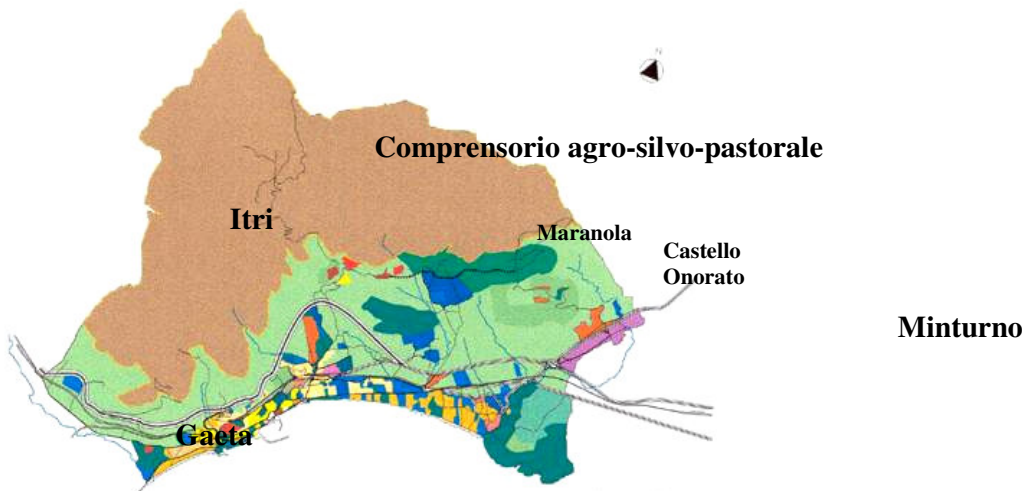 N
Comprensorio agro-silvo-pastorale
Itri
Maranola
Castello
Onorato
Minturno
Gaeta